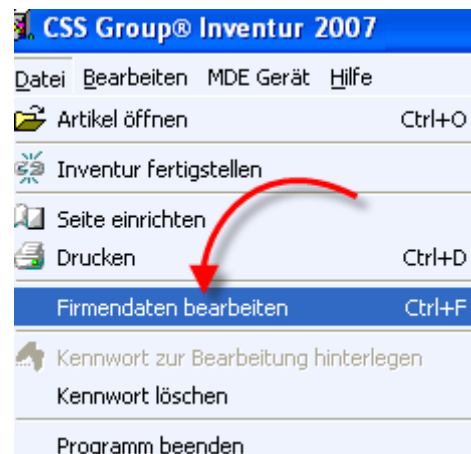 CSS Group® Inventur 2007
Datei Bearbeiten MDE Gerät Hilfe
Artikel öffnen Ctrl+O
Inventur fertigstellen
Seite einrichten
Drucken Ctrl+D
Firmendaten bearbeiten Ctrl+F
Kennwort zur Bearbeitung hinterlegen
Kennwort löschen
Programm beenden